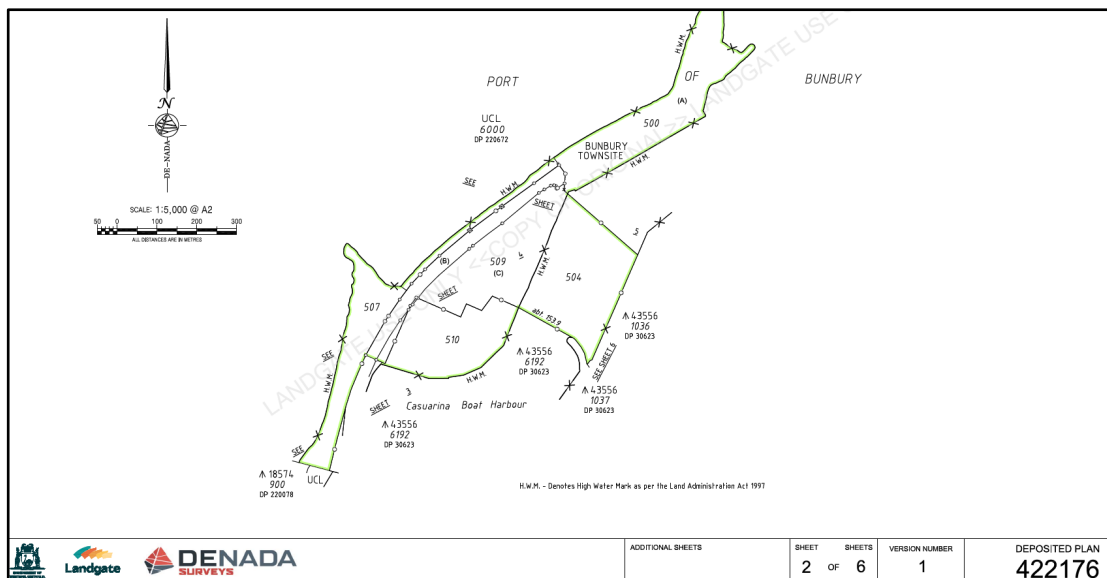 PORT
OF
BUNBURY
H.W.M.
(A)
500
UCL
6000
DP 220672
BUNBURY
TOWNSITE
H.W.M.
N
DE-NADA
SEE
H.W.M.
SCALE: 1:5,000 @ A2
50 0 100 200 300
ALL DISTANCES ARE IN METRES
SHEET
5
4
(B)
509
(C)
H.W.M.
504
SHEET
507
abt. 153.9
43556
1036
DP 30623
510
43556
6192
DP 30623
SEE
SEE SHEET 6
H.W.M.
H.W.M.
43556
1037
DP 30623
3
SHEET
Casuarina Boat Harbour
43556
6192
DP 30623
SEE
18574
900
DP 220078
UCL
H.W.M. - Denotes High Water Mark as per the Land Administration Act 1997
LANDGATE USE ONLY <<COPY OF ORIGINAL>> LANDGATE USE
Landgate
DENADA
SURVEYS
ADDITIONAL SHEETS
SHEET SHEETS
2 OF 6
VERSION NUMBER
1
DEPOSITED PLAN
422176